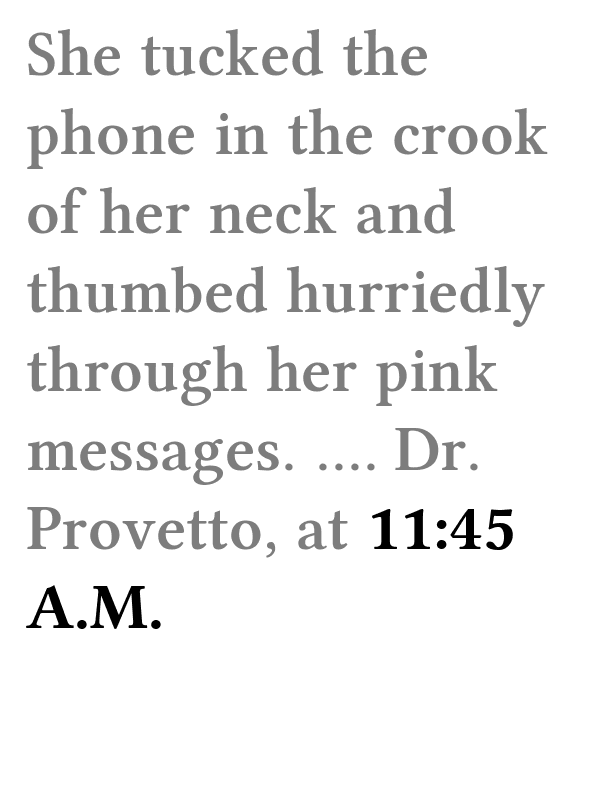 She tucked the
phone in the crook
of her neck and
thumbed hurriedly
through her pink
messages. .... Dr.
Provetto, at 11:45
A.M.